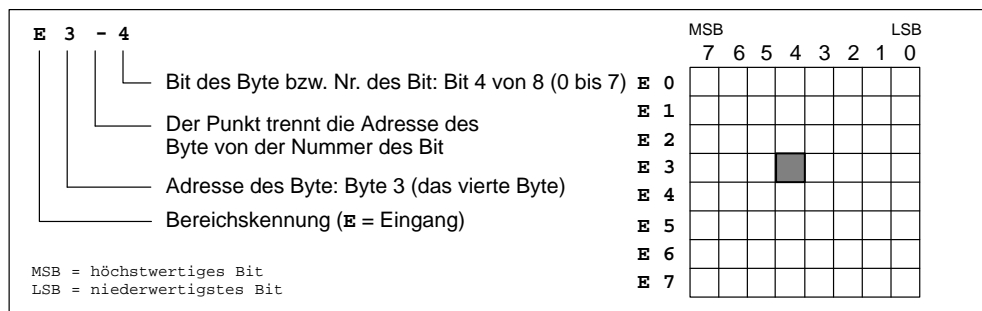 E 3 - 4
Bit des Byte bzw. Nr. des Bit: Bit 4 von 8 (0 bis 7)
Der Punkt trennt die Adresse des
Byte von der Nummer des Bit
Adresse des Byte: Byte 3 (das vierte Byte)
Bereichskennung (E = Eingang)
MSB = höchstwertiges Bit
LSB = niederwertigstes Bit
MSB LSB
7 6 5 4 3 2 1 0
E 0
E 1
E 2
E 3
E 4
E 5
E 6
E 7